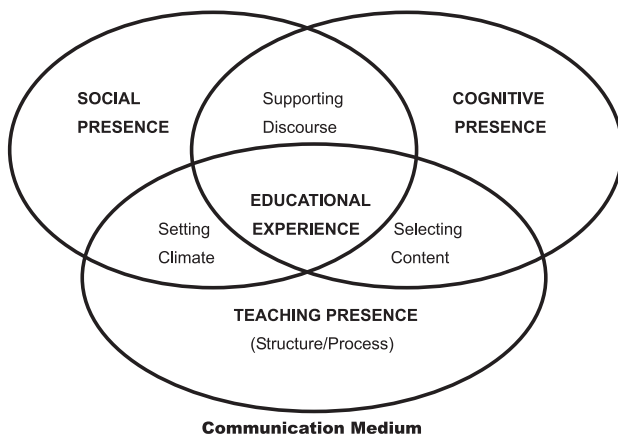 SOCIAL
PRESENCE
Supporting
Discourse
COGNITIVE
PRESENCE
EDUCATIONAL
EXPERIENCE
Setting
Climate
Selecting
Content
TEACHING PRESENCE
(Structure/Process)
Communication Medium